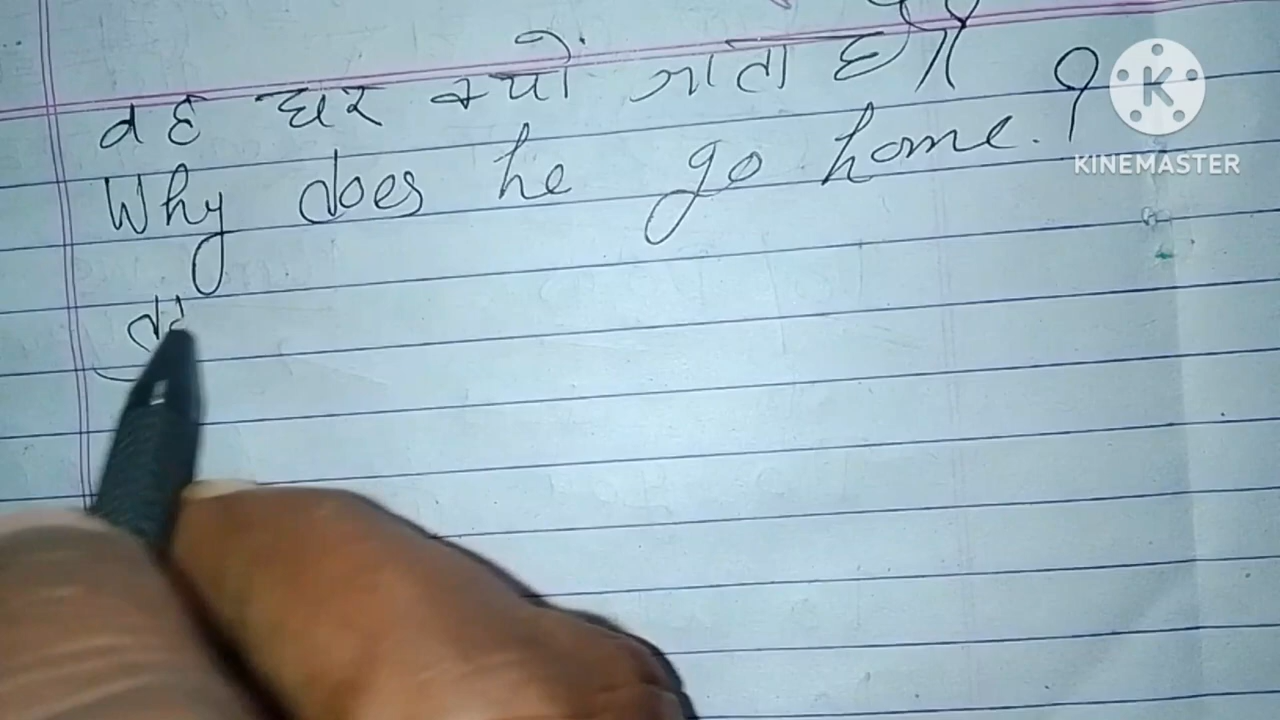 वह घर क्यों जाता है।
Why does he go home. ?
KINEMASTER